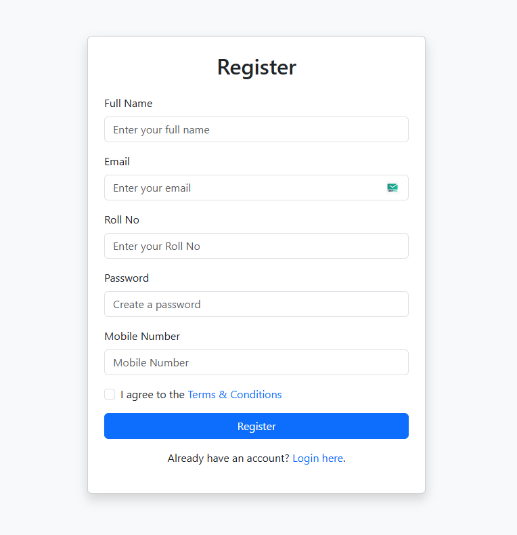 Register
Full Name
Enter your full name
Email
Enter your email
Roll No
Enter your Roll No
Password
Create a password
Mobile Number
Mobile Number
I agree to the Terms & Conditions
Register
Already have an account? Login here.